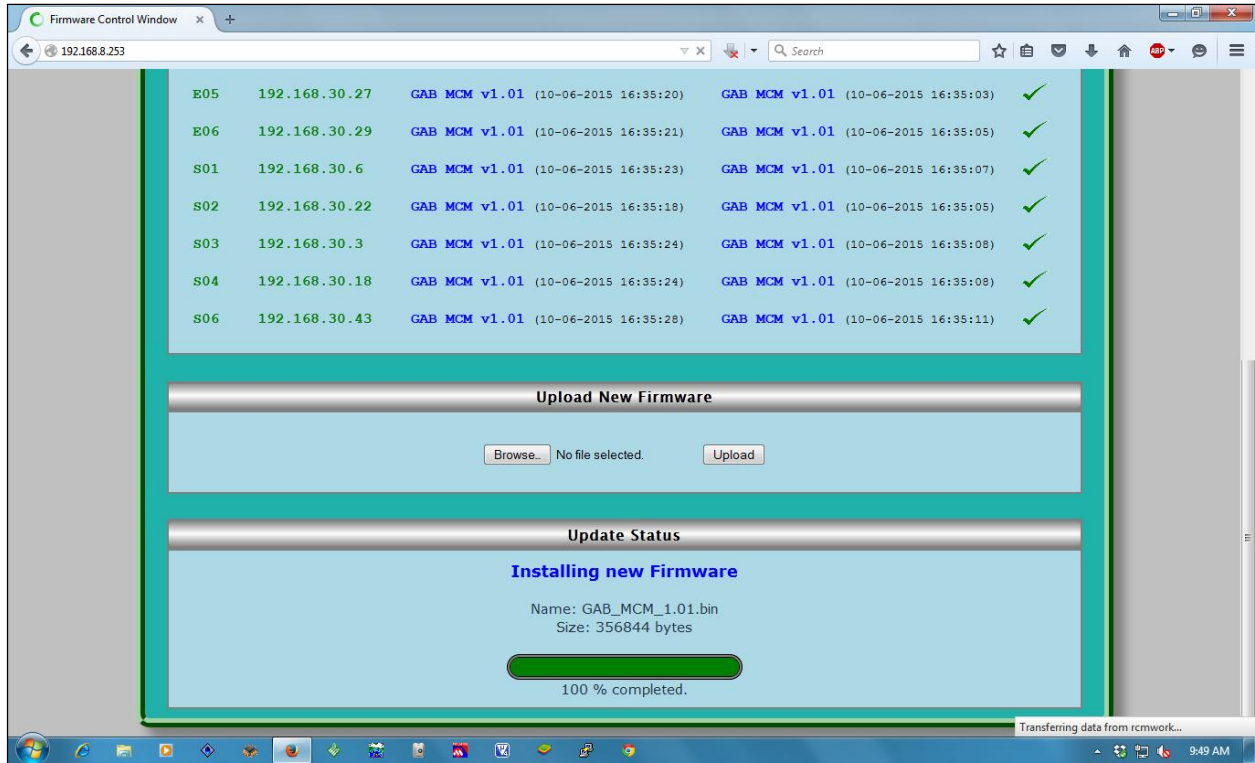 Firmware Control Window
192.168.8.253
Search
ABP
E05 192.168.30.27 GAB MCM v1.01 (10-06-2015 16:35:20) GAB MCM v1.01 (10-06-2015 16:35:03)
E06 192.168.30.29 GAB MCM v1.01 (10-06-2015 16:35:21) GAB MCM v1.01 (10-06-2015 16:35:05)
S01 192.168.30.6 GAB MCM v1.01 (10-06-2015 16:35:23) GAB MCM v1.01 (10-06-2015 16:35:07)
S02 192.168.30.22 GAB MCM v1.01 (10-06-2015 16:35:18) GAB MCM v1.01 (10-06-2015 16:35:05)
S03 192.168.30.3 GAB MCM v1.01 (10-06-2015 16:35:24) GAB MCM v1.01 (10-06-2015 16:35:08)
S04 192.168.30.18 GAB MCM v1.01 (10-06-2015 16:35:24) GAB MCM v1.01 (10-06-2015 16:35:08)
S06 192.168.30.43 GAB MCM v1.01 (10-06-2015 16:35:28) GAB MCM v1.01 (10-06-2015 16:35:11)
Upload New Firmware
Browse... No file selected. Upload
Update Status
Installing new Firmware
Name: GAB_MCM_1.01.bin
Size: 356844 bytes
100 % completed.
Transferring data from rcmwork...
9:49 AM